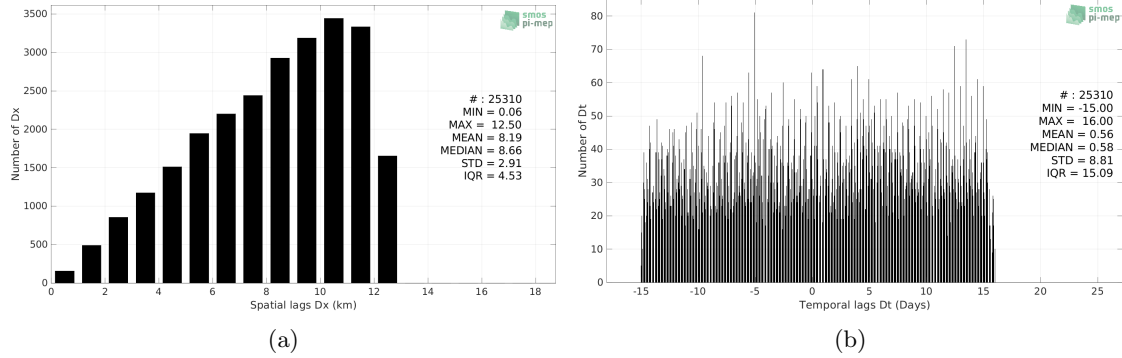 3500
3000
2500
2000
1500
1000
500
0
Number of Dx
0 2 4 6 8 10 12 14 16 18
Spatial lags Dx (km)
smos
pi-mep
# : 25310
MIN = 0.06
MAX = 12.50
MEAN = 8.19
MEDIAN = 8.66
STD = 2.91
IQR = 4.53
(a)
80
70
60
50
40
30
20
10
0
Number of Dt
-15 -10 -5 0 5 10 15 20 25
Temporal lags Dt (Days)
smos
pi-mep
# : 25310
MIN = -15.00
MAX = 16.00
MEAN = 0.56
MEDIAN = 0.58
STD = 8.81
IQR = 15.09
(b)